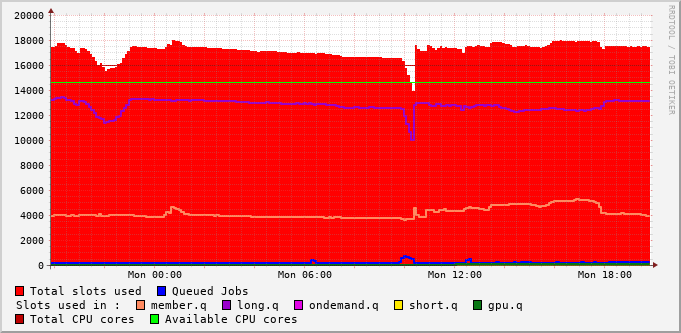 20000
18000
16000
14000
12000
10000
8000
6000
4000
2000
0
Mon 00:00 Mon 06:00 Mon 12:00 Mon 18:00
RRDTOOL / TOBI OETIKER
Total slots used Queued Jobs
Slots used in : member.q long.q ondemand.q short.q gpu.q
Total CPU cores Available CPU cores